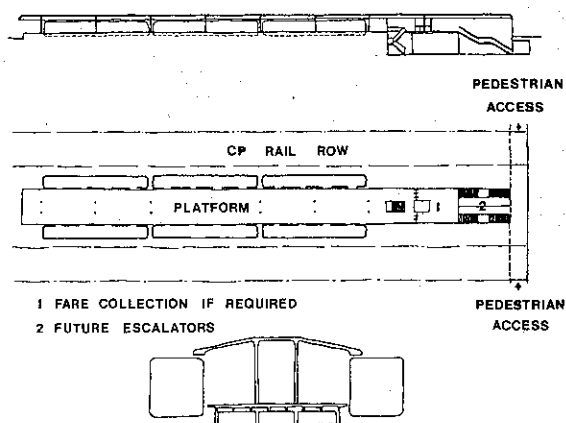 PEDESTRIAN
ACCESS
CP RAIL ROW
PLATFORM
1
2
1 FARE COLLECTION IF REQUIRED
2 FUTURE ESCALATORS
PEDESTRIAN
ACCESS